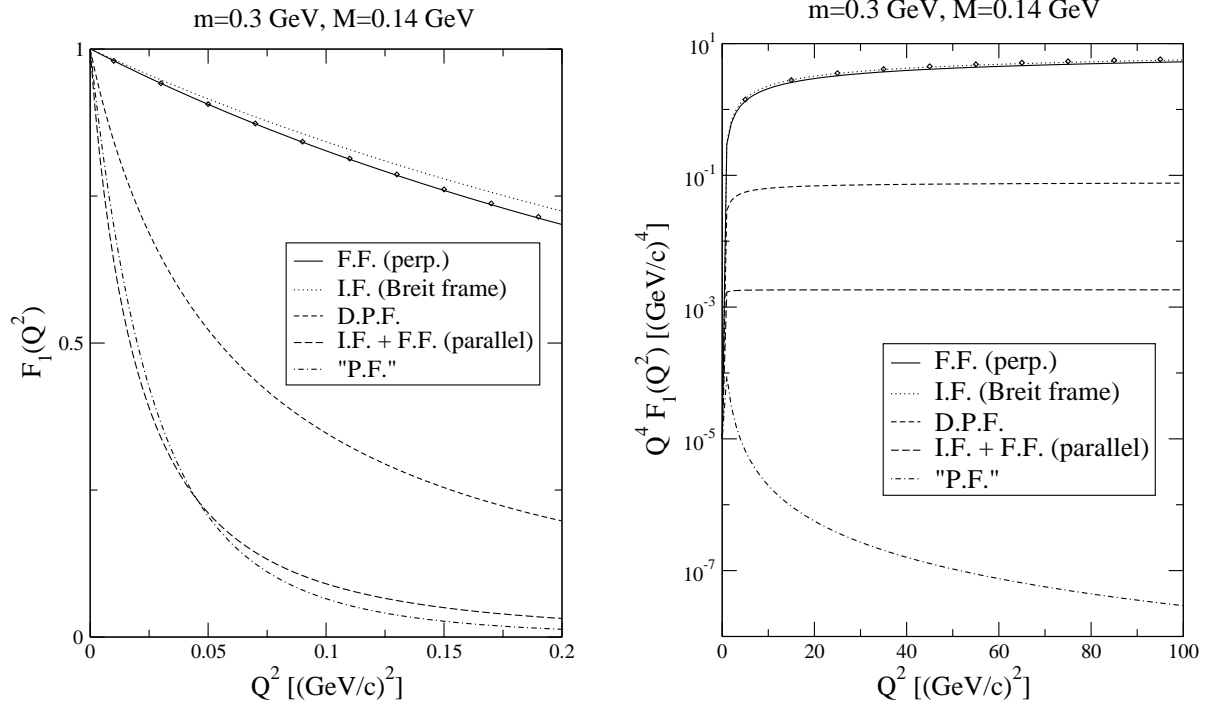 m=0.3 GeV, M=0.14 GeV
1
0.5
0
F₁(Q²)
F.F. (perp.)
I.F. (Breit frame)
D.P.F.
I.F. + F.F. (parallel)
"P.F."
0 0.05 0.1 0.15 0.2
Q² [(GeV/c)²]
m=0.3 GeV, M=0.14 GeV
10¹
10⁻¹
10⁻³
10⁻⁵
10⁻⁷
Q⁴ F₁(Q²) [(GeV/c)⁴]
F.F. (perp.)
I.F. (Breit frame)
D.P.F.
I.F. + F.F. (parallel)
"P.F."
0 20 40 60 80 100
Q² [(GeV/c)²]